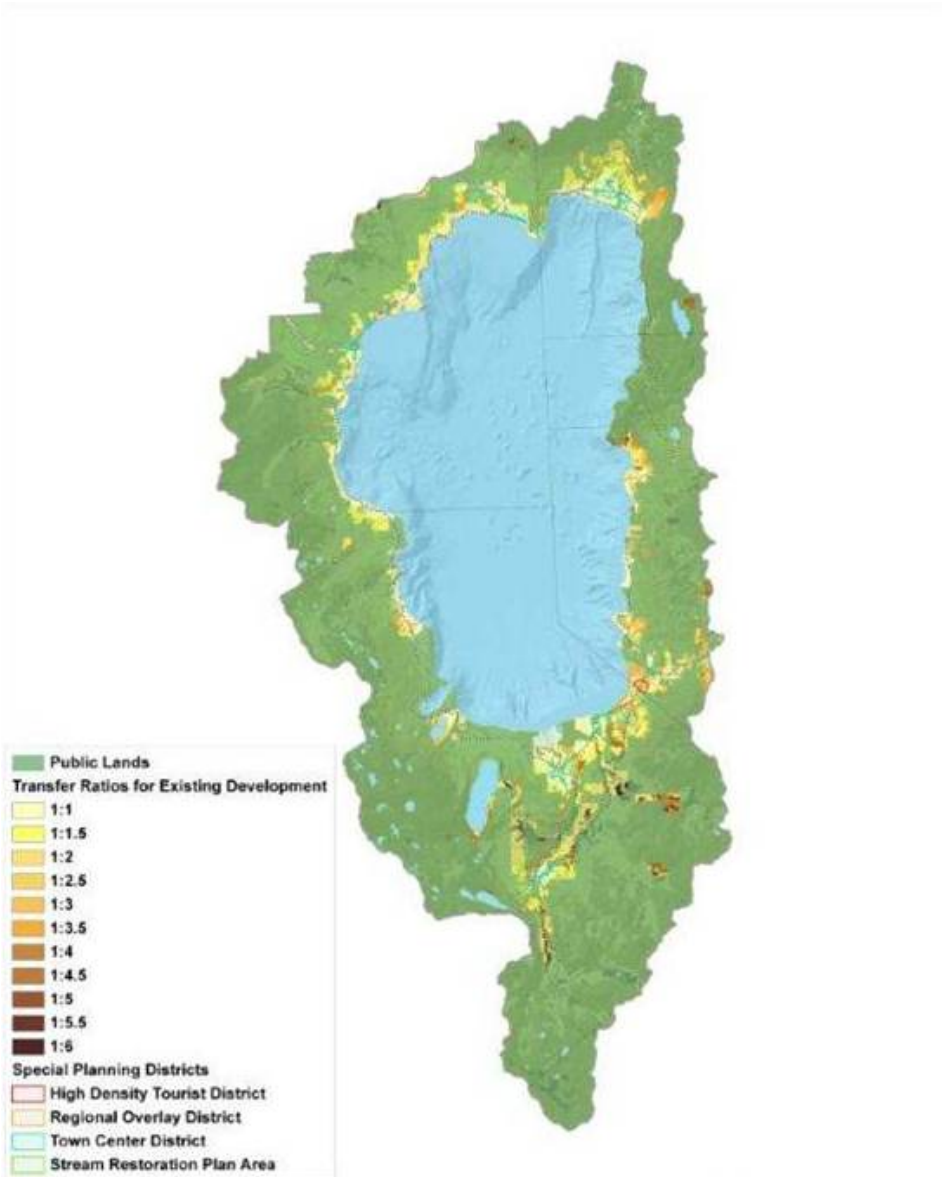 Public Lands
Transfer Ratios for Existing Development
1:1
1:1.5
1:2
1:2.5
1:3
1:3.5
1:4
1:4.5
1:5
1:5.5
1:6
Special Planning Districts
High Density Tourist District
Regional Overlay District
Town Center District
Stream Restoration Plan Area